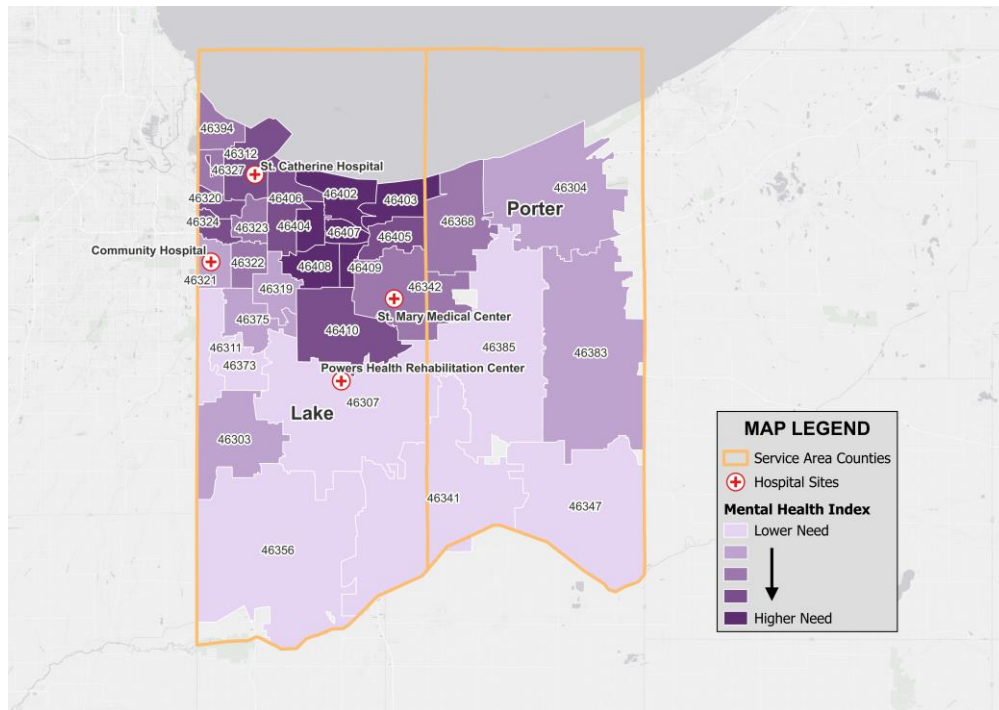 46394
46312
46327
St. Catherine Hospital
46320
46406
46402
46403
46304
46324
46323
46404
46407
46405
46368
Porter
Community Hospital
46322
46408
46409
46321
46319
46342
46375
46410
St. Mary Medical Center
46311
46385
46383
46373
Powers Health Rehabilitation Center
46307
Lake
46303
46341
46347
46356
MAP LEGEND
Service Area Counties
Hospital Sites
Mental Health Index
Lower Need
Higher Need